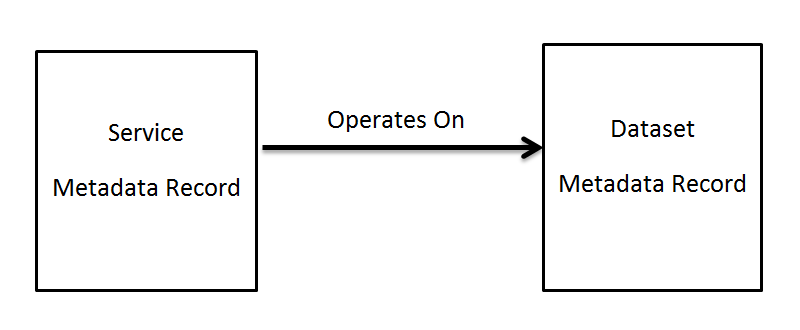 Service
Metadata Record
Operates On
Dataset
Metadata Record